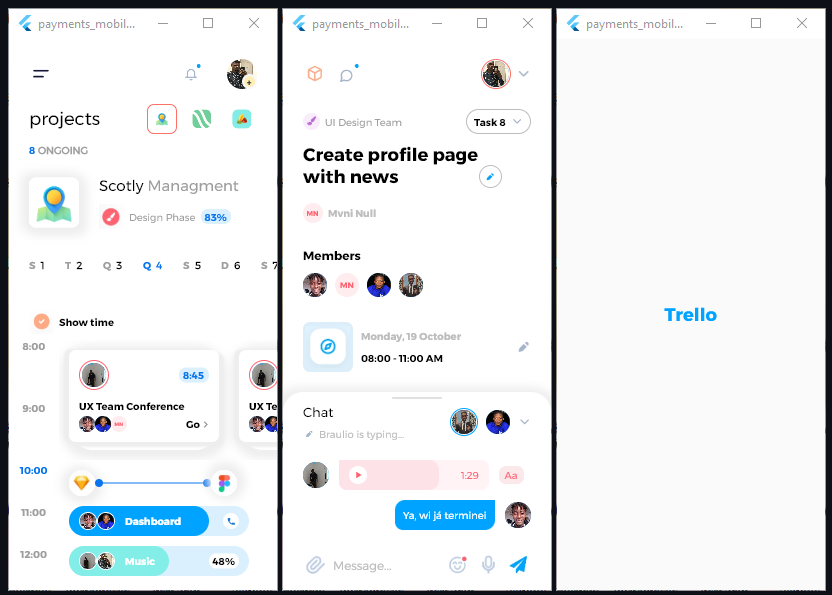 payments_mobil...
projects
8 ONGOING
Scotly Managment
Design Phase 83%
S 1 T 2 Q 3 Q 4 S 5 D 6 S 7
Show time
8:00
8:45
UX Team Conference
UX Te
9:00
MN
Go
10:00
11:00
Dashboard
12:00
Music
48%
payments_mobil...
UI Design Team
Task 8
Create profile page
with news
MN Mvni Null
Members
MN
Monday, 19 October
08:00 - 11:00 AM
Chat
Braulio is typing...
1:29
Aa
Ya, wi já terminei
Message...
payments_mobil...
Trello